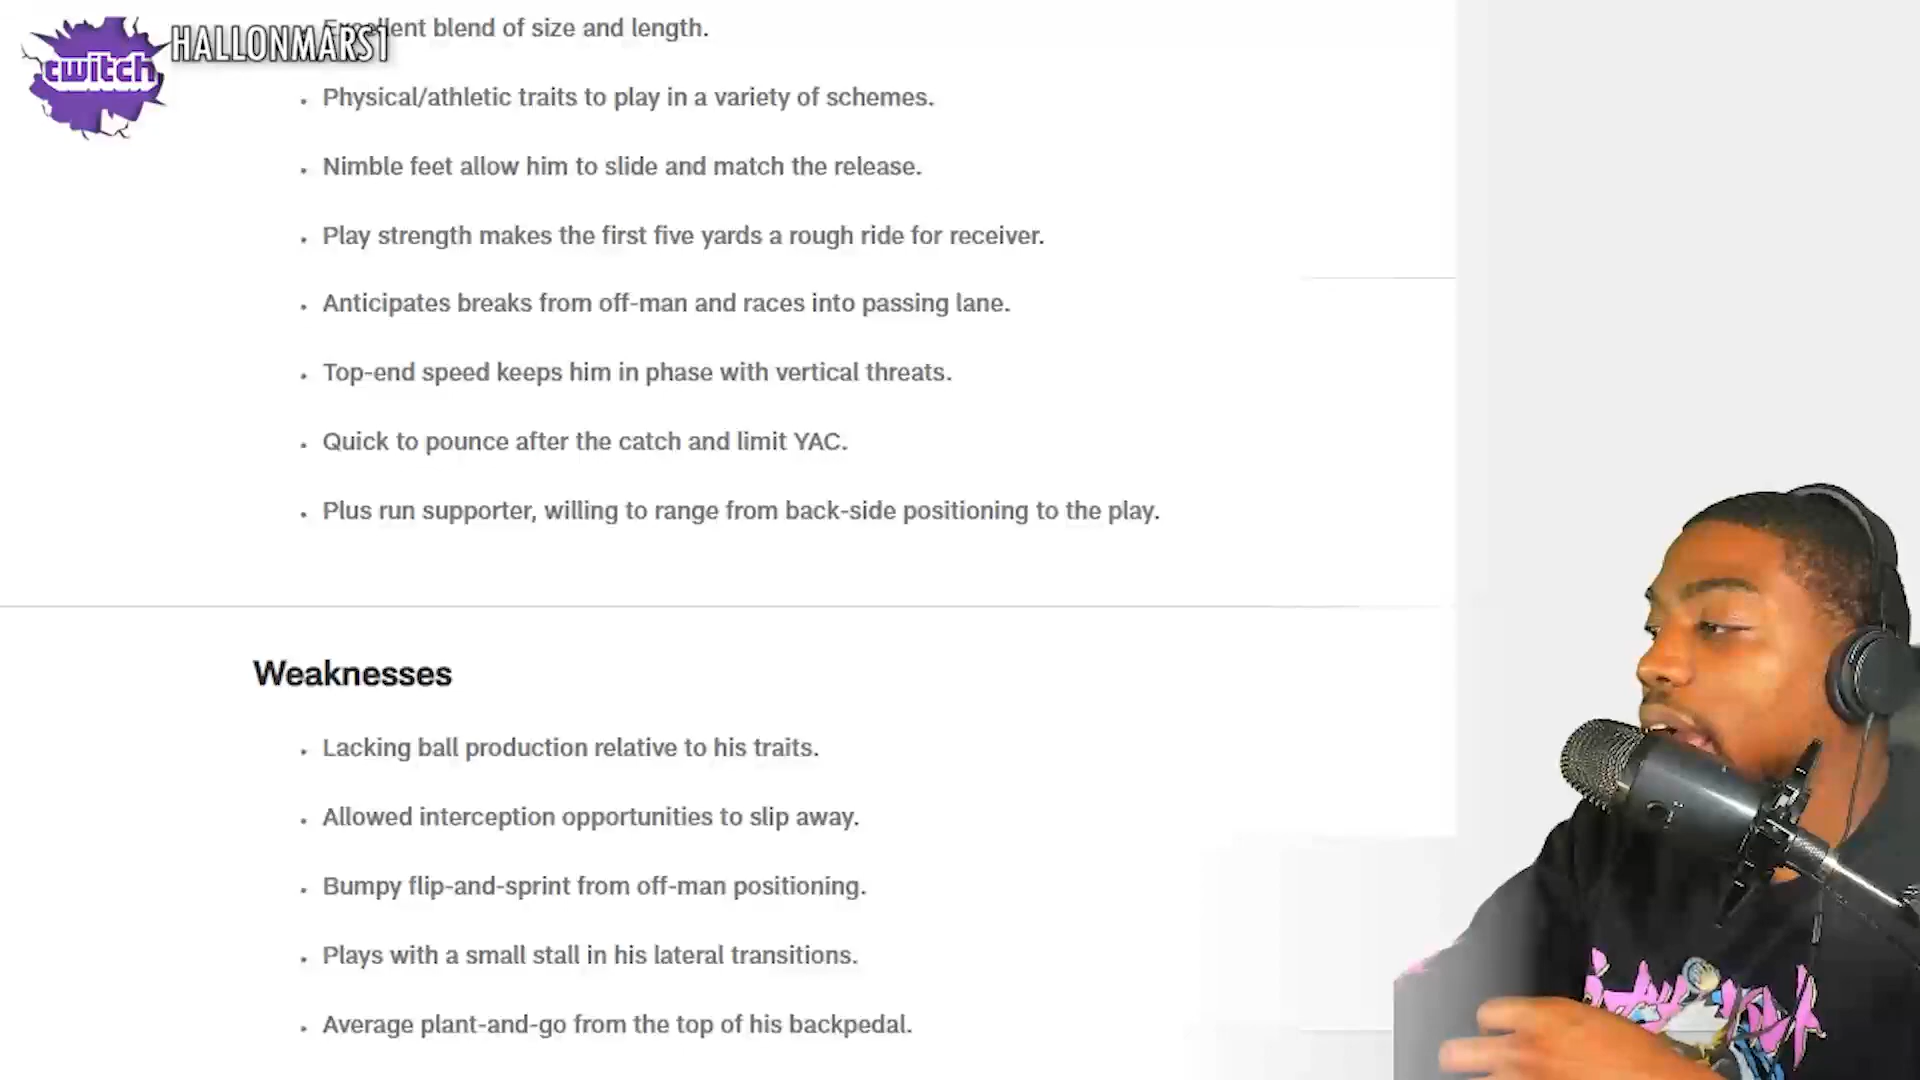 twitch
HALLONMARS1
Excellent blend of size and length.
Physical/athletic traits to play in a variety of schemes.
Nimble feet allow him to slide and match the release.
Play strength makes the first five yards a rough ride for receiver.
Anticipates breaks from off-man and races into passing lane.
Top-end speed keeps him in phase with vertical threats.
Quick to pounce after the catch and limit YAC.
Plus run supporter, willing to range from back-side positioning to the play.
Weaknesses
Lacking ball production relative to his traits.
Allowed interception opportunities to slip away.
Bumpy flip-and-sprint from off-man positioning.
Plays with a small stall in his lateral transitions.
Average plant-and-go from the top of his backpedal.